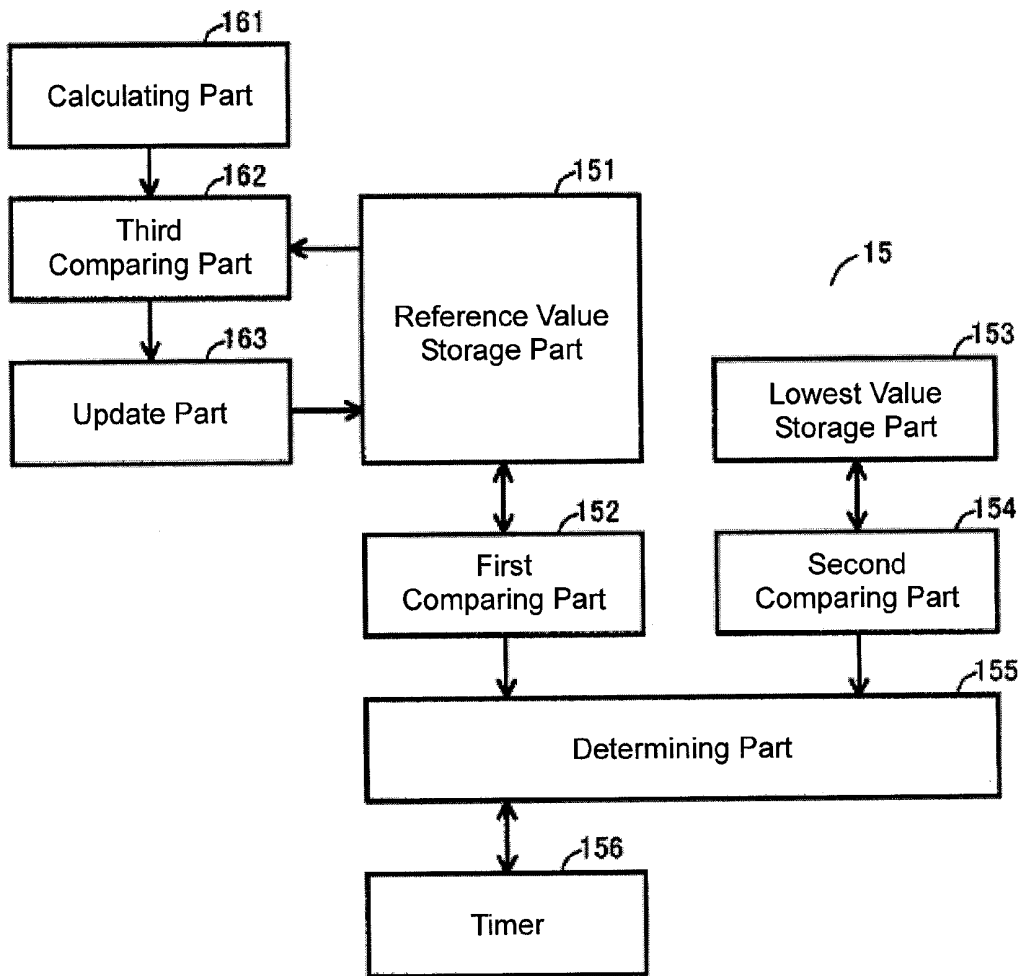 161
Calculating Part
162
Third
Comparing Part
163
Update Part
151
Reference Value
Storage Part
15
153
Lowest Value
Storage Part
152
First
Comparing Part
154
Second
Comparing Part
155
Determining Part
156
Timer